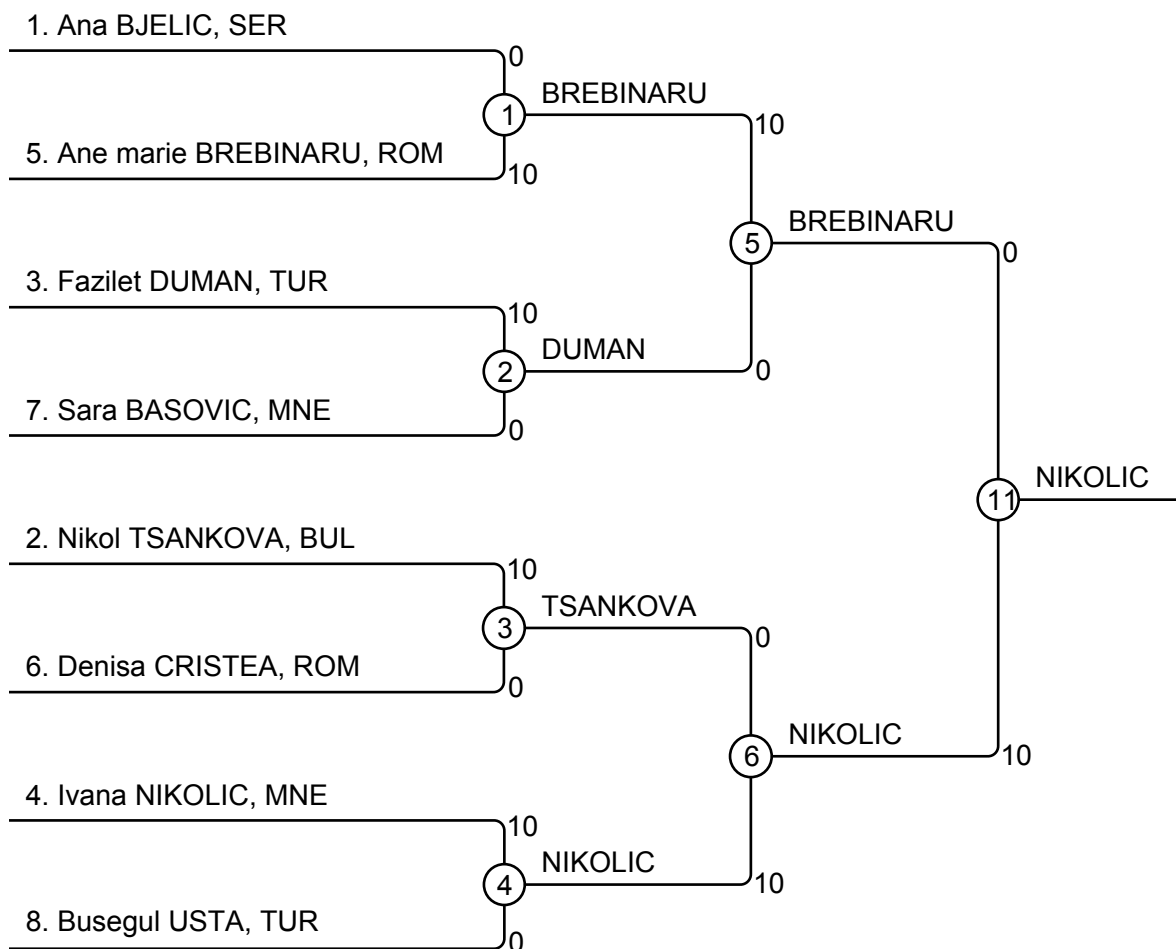 1. Ana BJELIC, SER
0
1
BREBINARU
10
5. Ane marie BREBINARU, ROM
10
5
BREBINARU
0
3. Fazilet DUMAN, TUR
10
2
DUMAN
0
7. Sara BASOVIC, MNE
0
11
NIKOLIC
2. Nikol TSANKOVA, BUL
10
3
TSANKOVA
0
6. Denisa CRISTEA, ROM
0
6
NIKOLIC
10
4. Ivana NIKOLIC, MNE
10
4
NIKOLIC
10
8. Busegul USTA, TUR
0